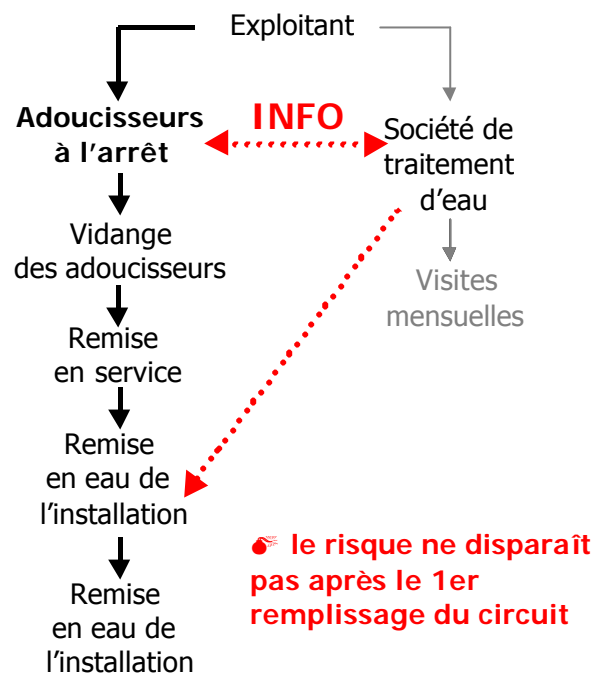 Exploitant
Adoucisseurs
à l'arrêt
INFO
Société de
traitement
d'eau
Vidange
des adoucisseurs
Visites
mensuelles
Remise
en service
Remise
en eau de
l'installation
le risque ne disparaît
pas après le 1er
remplissage du circuit
Remise
en eau de
l'installation